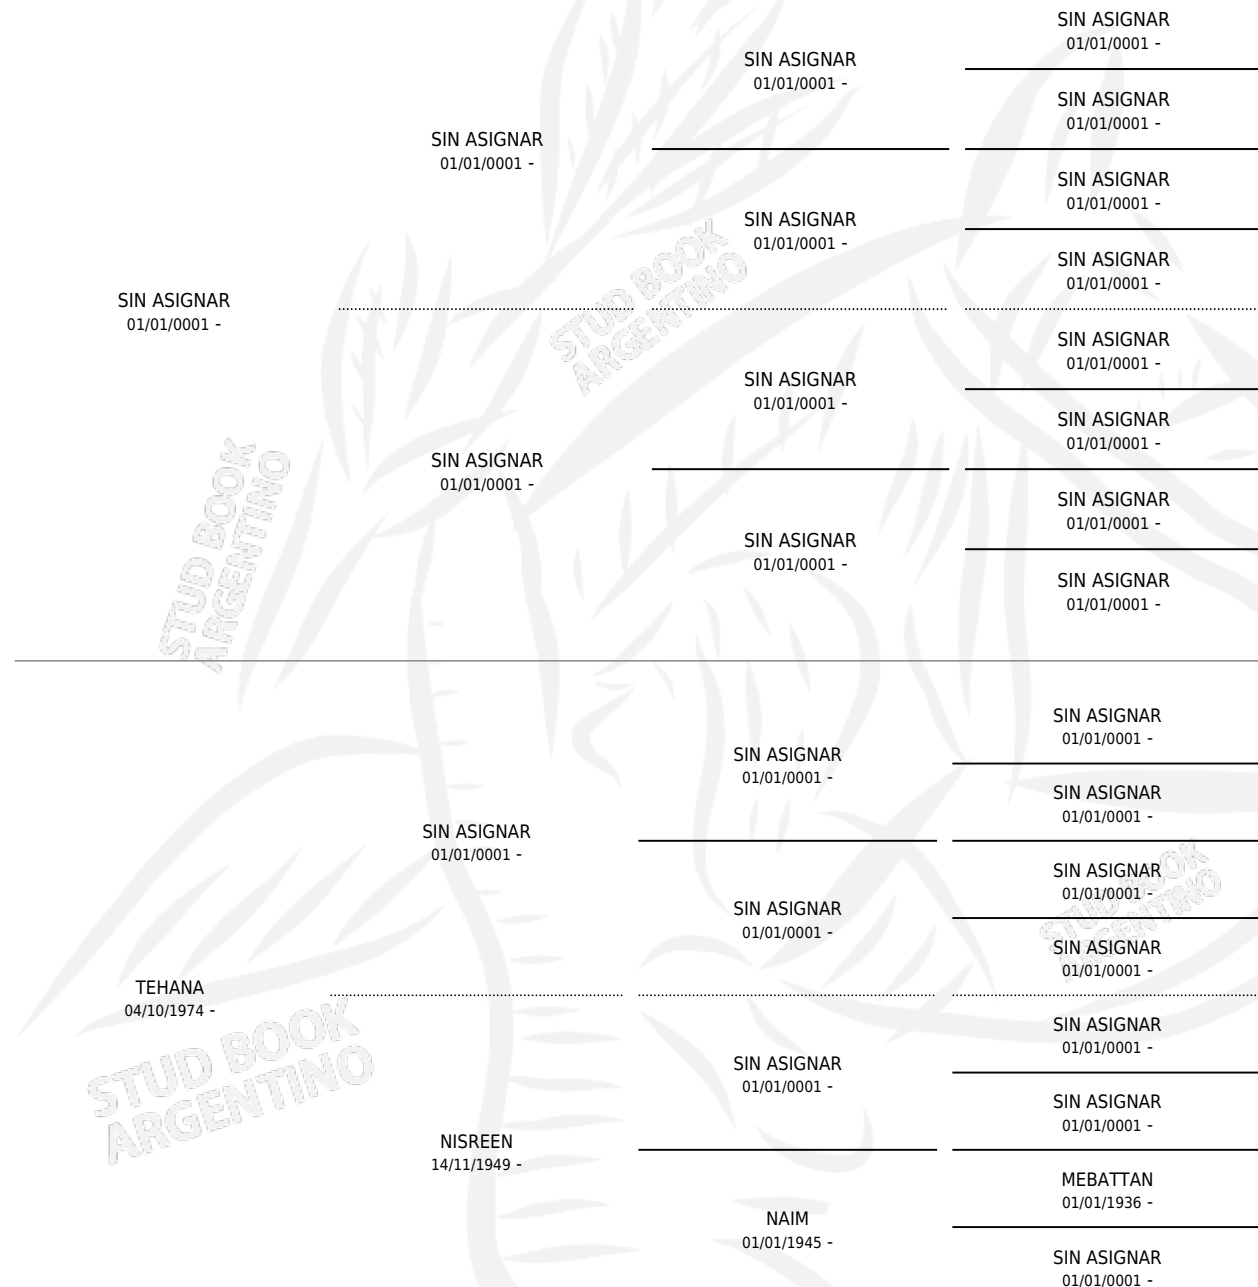 SIN ASIGNAR
01/01/0001 -
SIN ASIGNAR
01/01/0001 -
SIN ASIGNAR
01/01/0001 -
SIN ASIGNAR
01/01/0001 -
SIN ASIGNAR
01/01/0001 -
SIN ASIGNAR
01/01/0001 -
SIN ASIGNAR
01/01/0001 -
STUD BOOK
ARGENTINO
SIN ASIGNAR
01/01/0001 -
SIN ASIGNAR
01/01/0001 -
SIN ASIGNAR
01/01/0001 -
SIN ASIGNAR
01/01/0001 -
SIN ASIGNAR
01/01/0001 -
SIN ASIGNAR
01/01/0001 -
STUD BOOK
ARGENTINO
SIN ASIGNAR
01/01/0001 -
SIN ASIGNAR
01/01/0001 -
SIN ASIGNAR
01/01/0001 -
SIN ASIGNAR
01/01/0001 -
SIN ASIGNAR
01/01/0001 -
SIN ASIGNAR
01/01/0001 -
SIN ASIGNAR
01/01/0001 -
SIN ASIGNAR
01/01/0001 -
SIN ASIGNAR
01/01/0001 -
STUD BOOK
ARGENTINO
SIN ASIGNAR
01/01/0001 -
SIN ASIGNAR
01/01/0001 -
TEHANA
04/10/1974 -
STUD BOOK
ARGENTINO
SIN ASIGNAR
01/01/0001 -
SIN ASIGNAR
01/01/0001 -
SIN ASIGNAR
01/01/0001 -
NISREEN
14/11/1949 -
MEBATTAN
01/01/1936 -
NAIM
01/01/1945 -
SIN ASIGNAR
01/01/0001 -